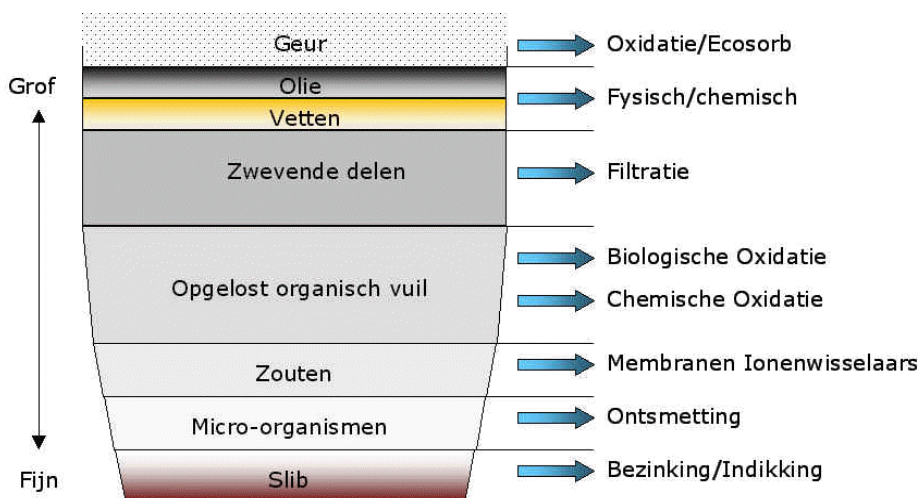 Geur
Oxidatie/Ecosorb
Grof
Olie
Fysisch/chemisch
Vetten
Zwevende delen
Filtratie
Biologische Oxidatie
Opgelost organisch vuil
Chemische Oxidatie
Zouten
Membranen Ionenwisselaars
Micro-organismen
Ontsmetting
Fijn
Slib
Bezinking/Indikking